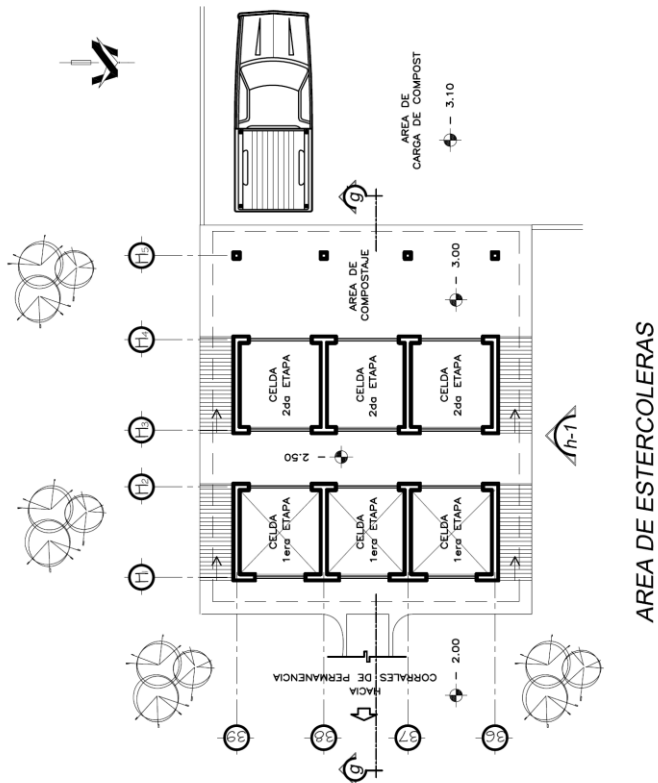 AREA DE
CARGA DE COMPOST
- 3.10
g
H5
AREA DE
COMPOSTAJE
- 3.00
H4
CELDA
2da ETAPA
CELDA
2da ETAPA
CELDA
2da ETAPA
H3
- 2.50
h-1
H2
CELDA
1era ETAPA
CELDA
1era ETAPA
CELDA
1era ETAPA
H1
HACIA
CORRALES DE PERMANENCIA
- 2.00
39
38
37
36
g
AREA DE ESTERCOLERAS